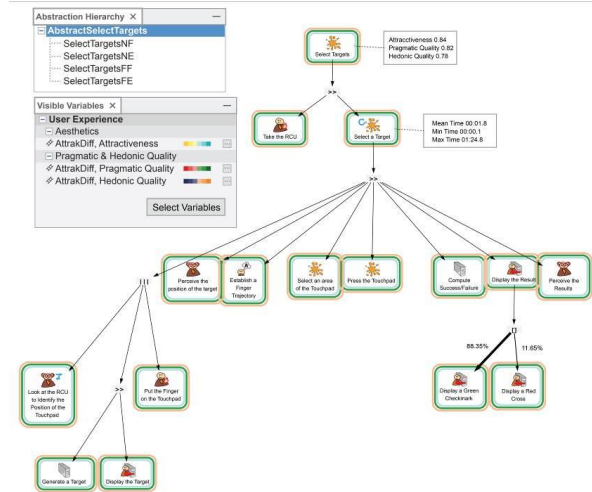 Abstraction Hierarchy ×
AbstractSelectTargets
SelectTargetsNF
SelectTargetsNE
SelectTargetsFF
SelectTargetsFE
Visible Variables ×
User Experience
Aesthetics
AttrakDiff, Attractiveness
Pragmatic & Hedonic Quality
AttrakDiff, Pragmatic Quality
AttrakDiff, Hedonic Quality
Select Variables
Select Targets
Attracctiveness 0.84
Pragmatic Quality 0.82
Hedonic Quality 0.78
>>
Take the RCU
Select a Target
Mean Time 00:01.8
Min Time 00:00.1
Max Time 01:24.8
>>
|||
Perceive the
position of the target
Establish a
Finger
Trajectory
Select an area
of the Touchpad
Press the Touchpad
Compute
Success/Failure
Display the Result
Perceive the
Results
[]
88.35%
11.65%
Look at the RCU
to Identify the
Position of the
Touchpad
>>
Put the Finger
on the Touchpad
Display a Green
Checkmark
Display a Red
Cross
Generate a Target
Display the Target